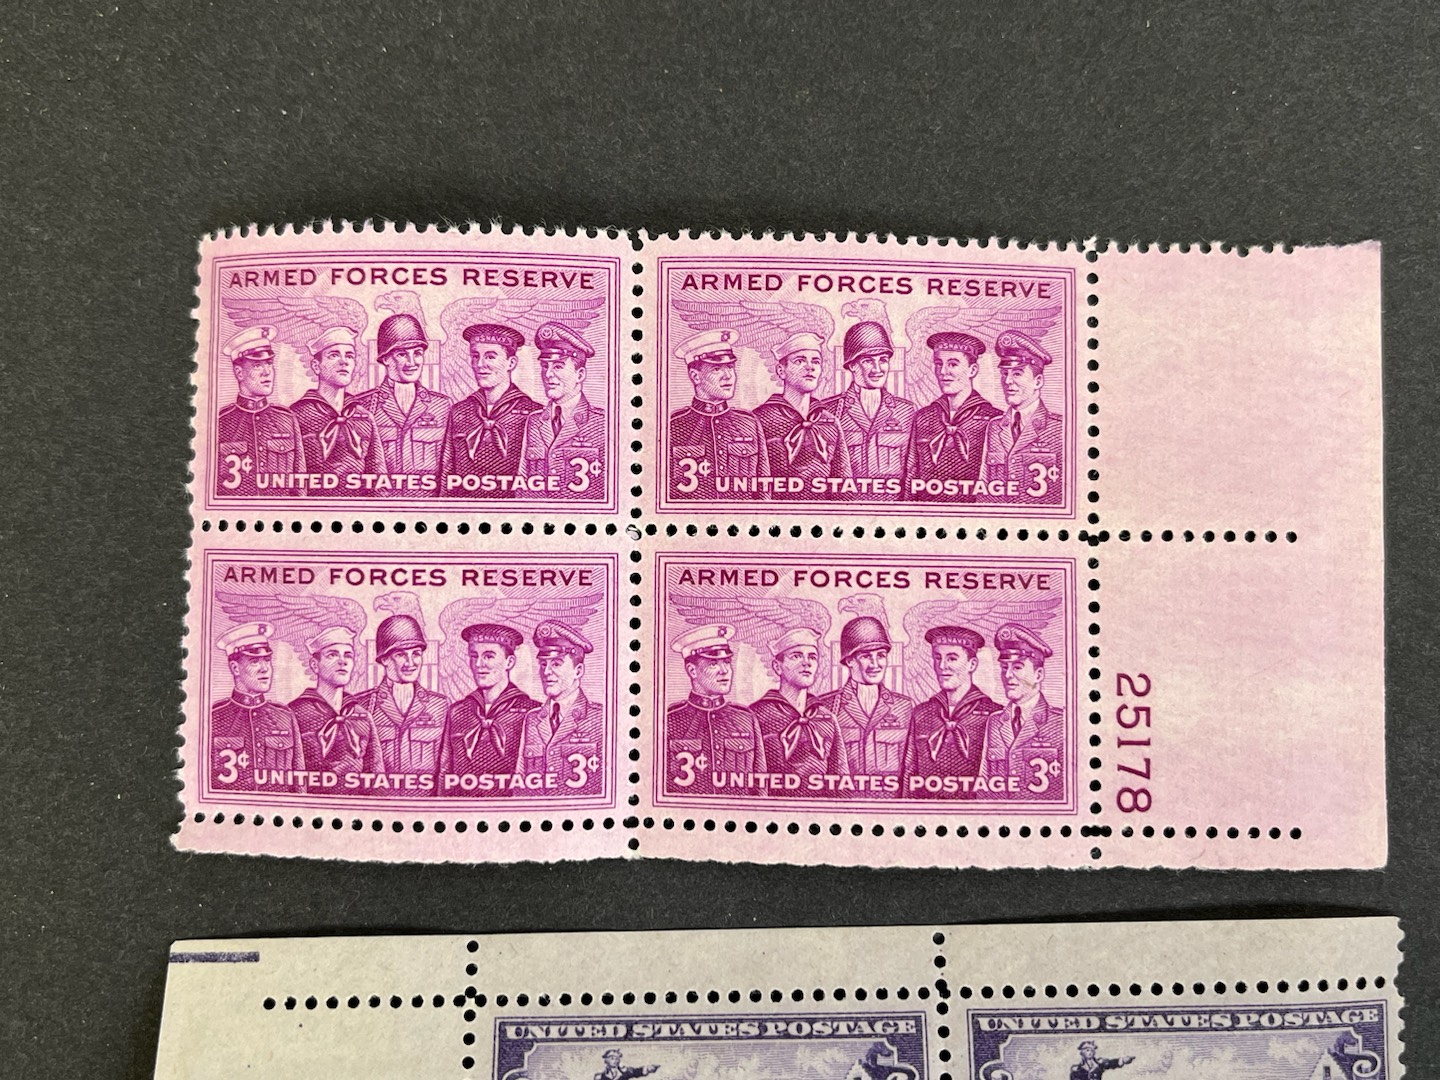 ARMED FORCES RESERVE
USNAVY
3¢ UNITED STATES POSTAGE 3¢
ARMED FORCES RESERVE
3¢ UNITED STATES POSTAGE 3¢
ARMED FORCES RESERVE
USNAVY
3¢ UNITED STATES POSTAGE 3¢
ARMED FORCES RESERVE
3¢ UNITED STATES POSTAGE 3¢
25178
UNITED STATES POSTAGE
UNITED STATES POSTAGE